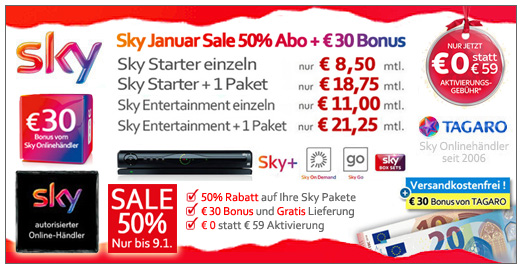 sky
Sky Januar Sale 50% Abo + € 30 Bonus
Sky Starter einzeln nur € 8,50 mtl.
Sky Starter + 1 Paket nur € 18,75 mtl.
Sky Entertainment einzeln nur € 11,00 mtl.
Sky Entertainment + 1 Paket nur € 21,25 mtl.
NUR JETZT
€ 0 statt
€ 59
AKTIVIERUNGS-
GEBÜHR*
€30
Bonus vom
Sky Onlinehändler
TAGARO
Sky Onlinehändler
seit 2006
Sky+
Sky On Demand
go
Sky Go
sky
BOX SETS
sky
autorisierter
Online-Händler
SALE
50%
Nur bis 9.1.
50% Rabatt auf Ihre Sky Pakete
€ 30 Bonus und Gratis Lieferung
€ 0 statt € 59 Aktivierung
Versandkostenfrei !
+ € 30 Bonus von TAGARO
10
20